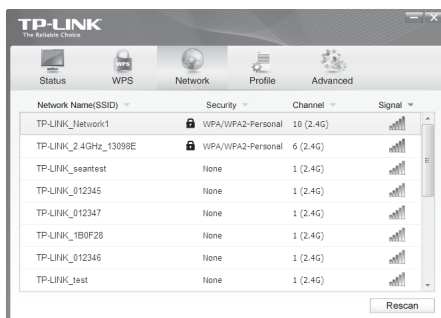 TP-LINK
The Reliable Choice
WPS
Status WPS Network Profile Advanced
Network Name(SSID) Security Channel Signal
TP-LINK_Network1 WPA/WPA2-Personal 10 (2.4G)
TP-LINK_2.4GHz_13098E WPA/WPA2-Personal 6 (2.4G)
TP-LINK_seantest None 1 (2.4G)
TP-LINK_012345 None 1 (2.4G)
TP-LINK_012347 None 1 (2.4G)
TP-LINK_1B0F28 None 1 (2.4G)
TP-LINK_012346 None 1 (2.4G)
TP-LINK_test None 1 (2.4G)
Rescan